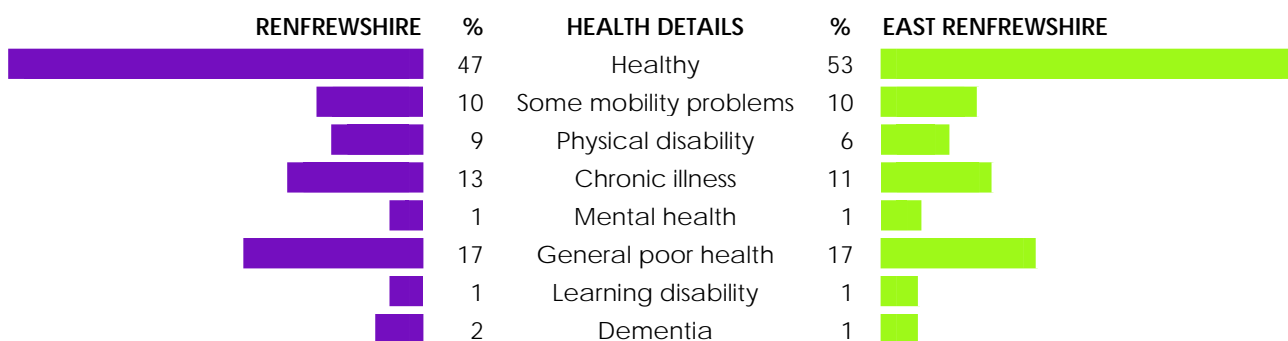 RENFREWSHIRE % HEALTH DETAILS % EAST RENFREWSHIRE
47 Healthy 53
10 Some mobility problems 10
9 Physical disability 6
13 Chronic illness 11
1 Mental health 1
17 General poor health 17
1 Learning disability 1
2 Dementia 1